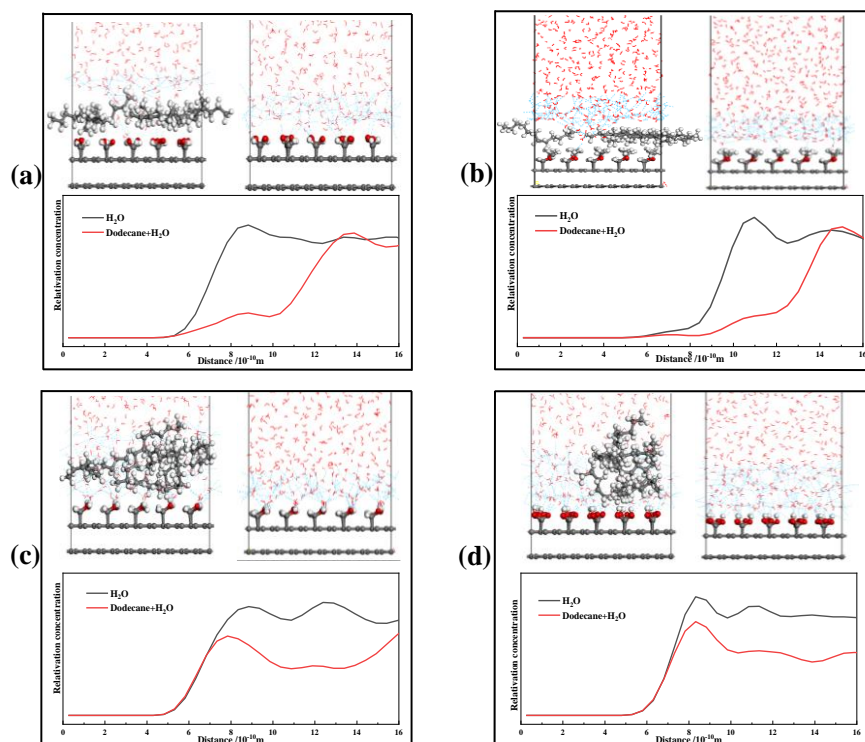 (a)
H₂O
Dodecane+H₂O
Relativation concentration
0 2 4 6 8 10 12 14 16
Distance /10⁻¹⁰m
(b)
H₂O
Dodecane+H₂O
Relativation concentration
0 2 4 6 8 10 12 14 16
Distance /10⁻¹⁰m
(c)
H₂O
Dodecane+H₂O
Relativation concentration
0 2 4 6 8 10 12 14 16
Distance /10⁻¹⁰m
(d)
H₂O
Dodecane+H₂O
Relativation concentration
0 2 4 6 8 10 12 14 16
Distance /10⁻¹⁰m